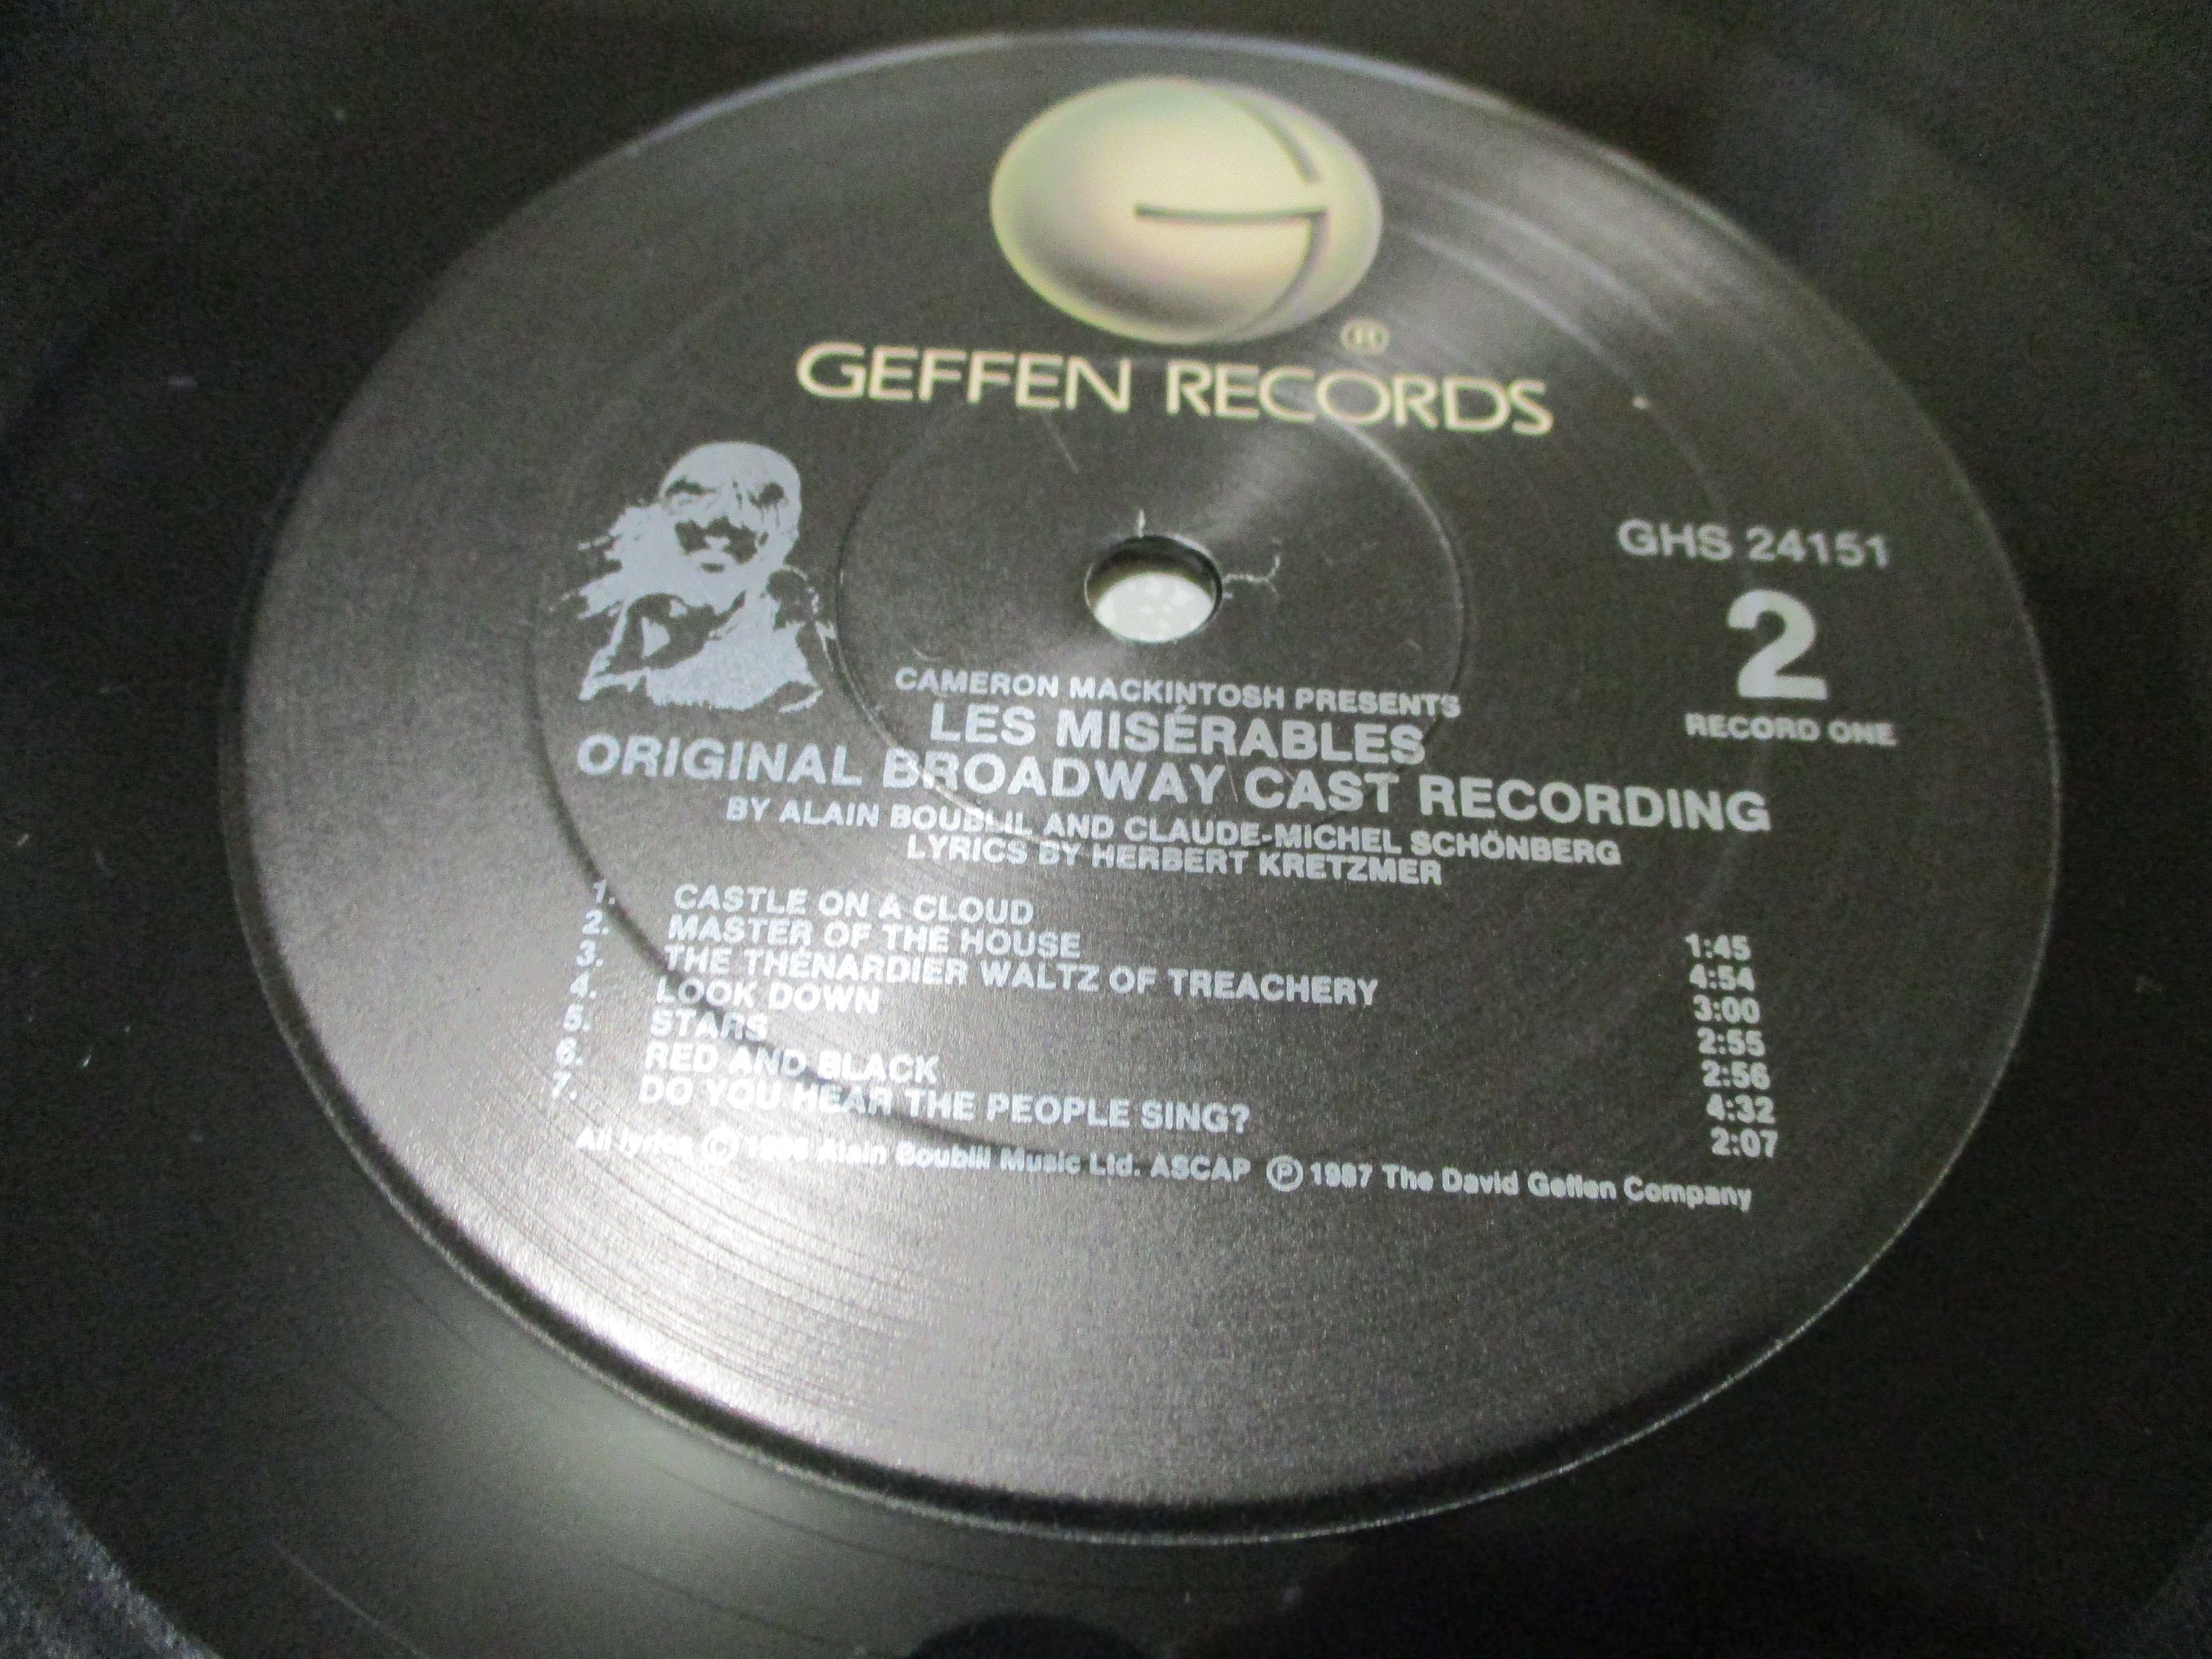 ®
GEFFEN RECORDS
GHS 24151
2
RECORD ONE
CAMERON MACKINTOSH PRESENTS
LES MISÉRABLES
ORIGINAL BROADWAY CAST RECORDING
BY ALAIN BOUBLIL AND CLAUDE-MICHEL SCHÖNBERG
LYRICS BY HERBERT KRETZMER
1. CASTLE ON A CLOUD 1:45
2. MASTER OF THE HOUSE 4:54
3. THE THÉNARDIER WALTZ OF TREACHERY 3:00
4. LOOK DOWN 2:55
5. STARS 2:56
6. RED AND BLACK 4:32
7. DO YOU HEAR THE PEOPLE SING? 2:07
All lyrics © Alain Boublil Music Ltd. ASCAP ℗ 1987 The David Geffen Company